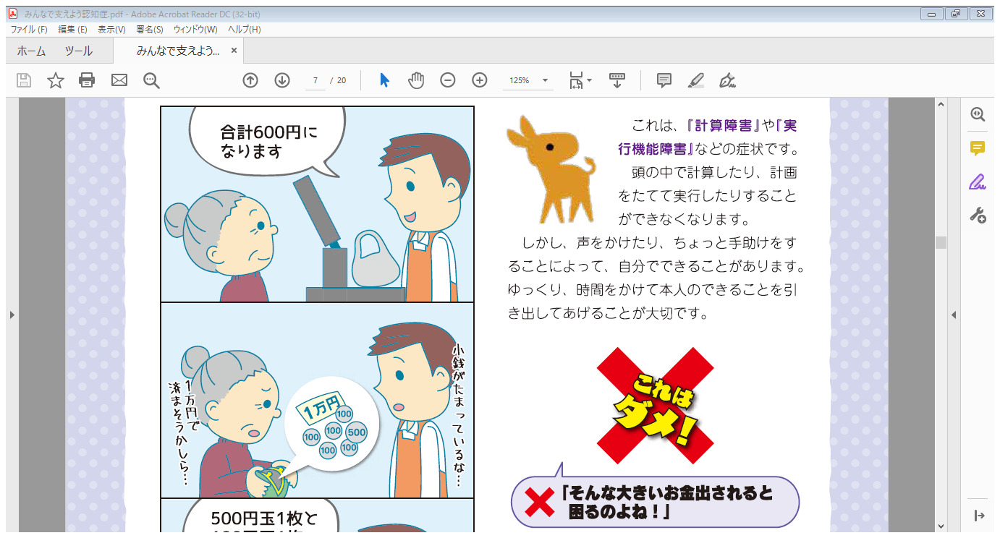 みんなで支えよう認知症.pdf - Adobe Acrobat Reader DC (32-bit)
ファイル(F) 編集(E) 表示(V) 署名(S) ウィンドウ(W) ヘルプ(H)
ホーム ツール みんなで支えよう... ×
7 / 20 125%
合計600円に
なります
小銭がたまっているな…
1万円で
済まそうかしら…
1万円
100
100
100
500
100
100
500円玉1枚と
これは、『計算障害』や『実
行機能障害』などの症状です。
頭の中で計算したり、計画
をたてて実行したりすること
ができなくなります。
しかし、声をかけたり、ちょっと手助けをす
ることによって、自分でできることがあります。
ゆっくり、時間をかけて本人のできることを引
き出してあげることが大切です。
これは
ダメ!
「そんな大きいお金出されると
困るのよね!」